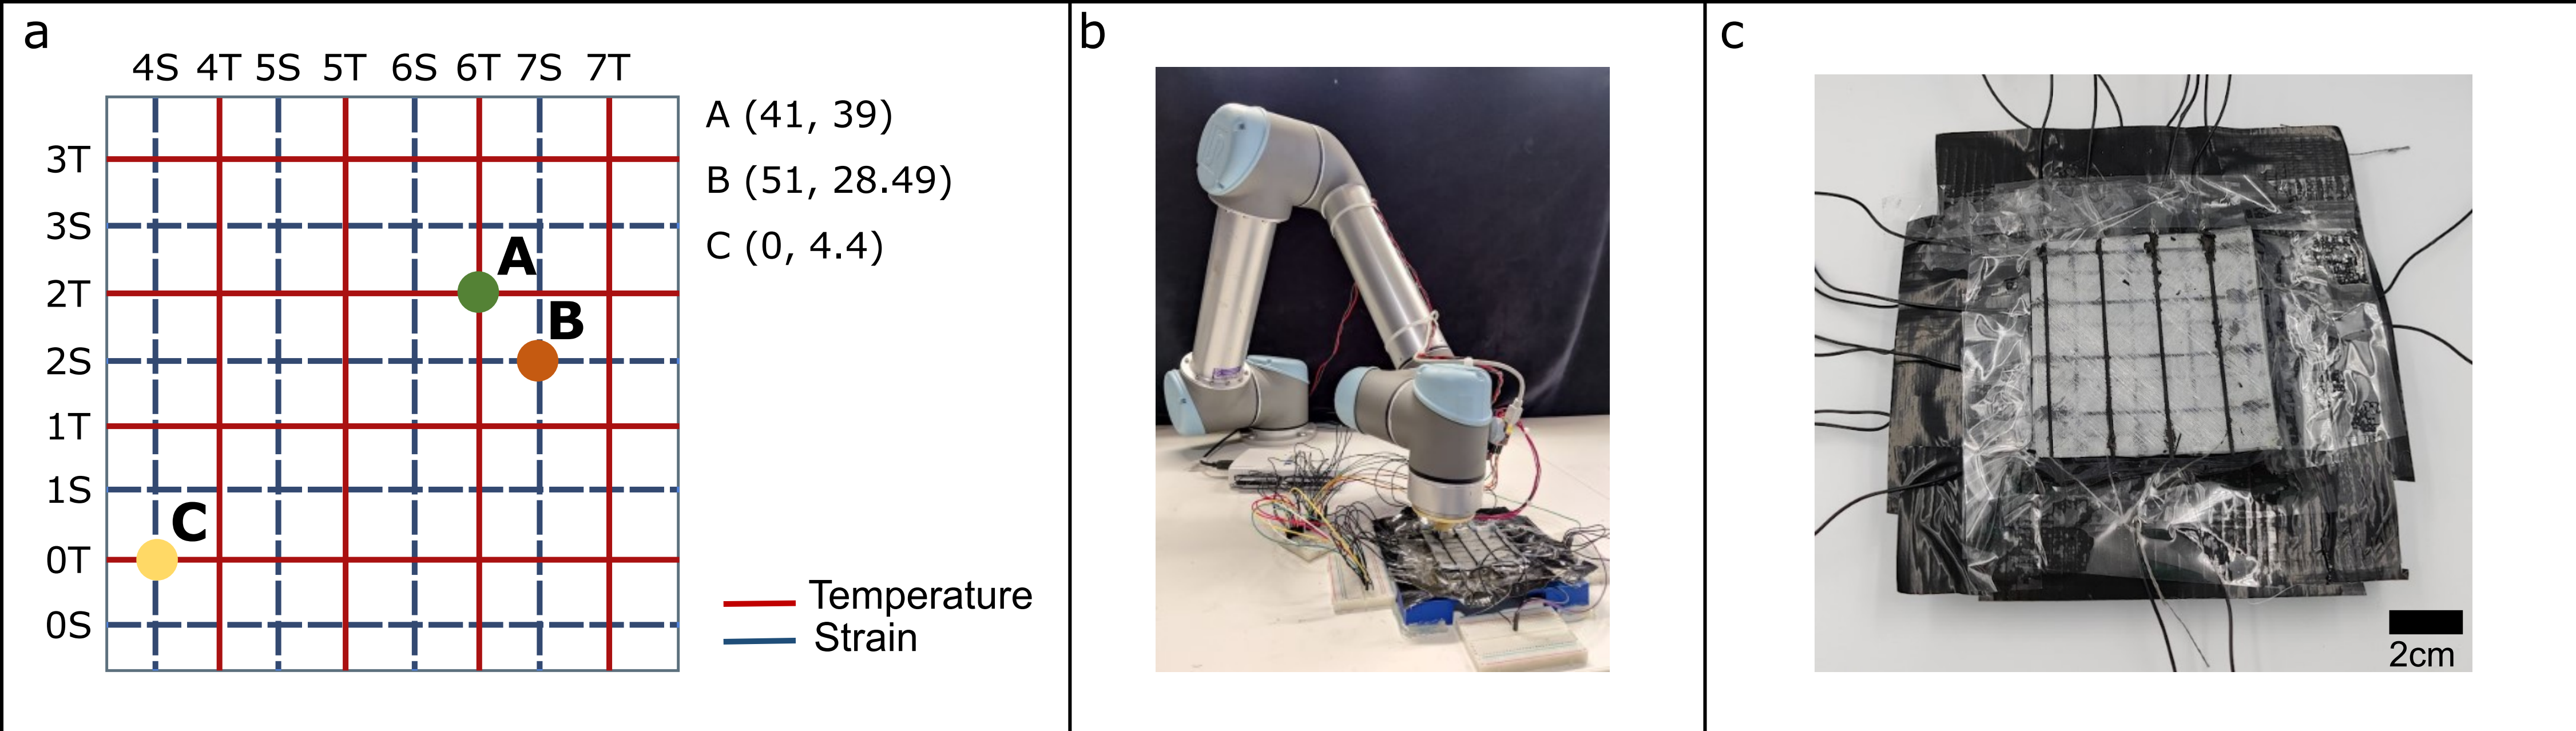 a
4S 4T 5S 5T 6S 6T 7S 7T
3T
3S
2T
2S
1T
1S
0T
0S
A
B
C
A (41, 39)
B (51, 28.49)
C (0, 4.4)
Temperature
Strain
b
c
2cm